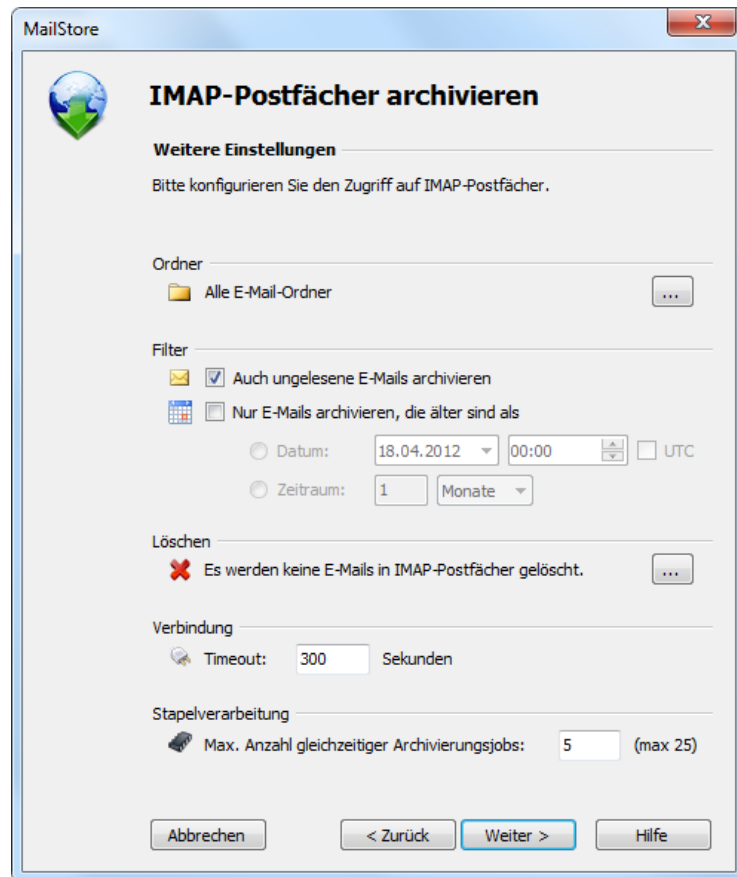 MailStore
IMAP-Postfächer archivieren
Weitere Einstellungen
Bitte konfigurieren Sie den Zugriff auf IMAP-Postfächer.
Ordner
Alle E-Mail-Ordner ...
Filter
Auch ungelesene E-Mails archivieren
Nur E-Mails archivieren, die älter sind als
Datum: 18.04.2012 00:00 UTC
Zeitraum: 1 Monate
Löschen
Es werden keine E-Mails in IMAP-Postfächer gelöscht. ...
Verbindung
Timeout: 300 Sekunden
Stapelverarbeitung
Max. Anzahl gleichzeitiger Archivierungsjobs: 5 (max 25)
Abbrechen < Zurück Weiter > Hilfe